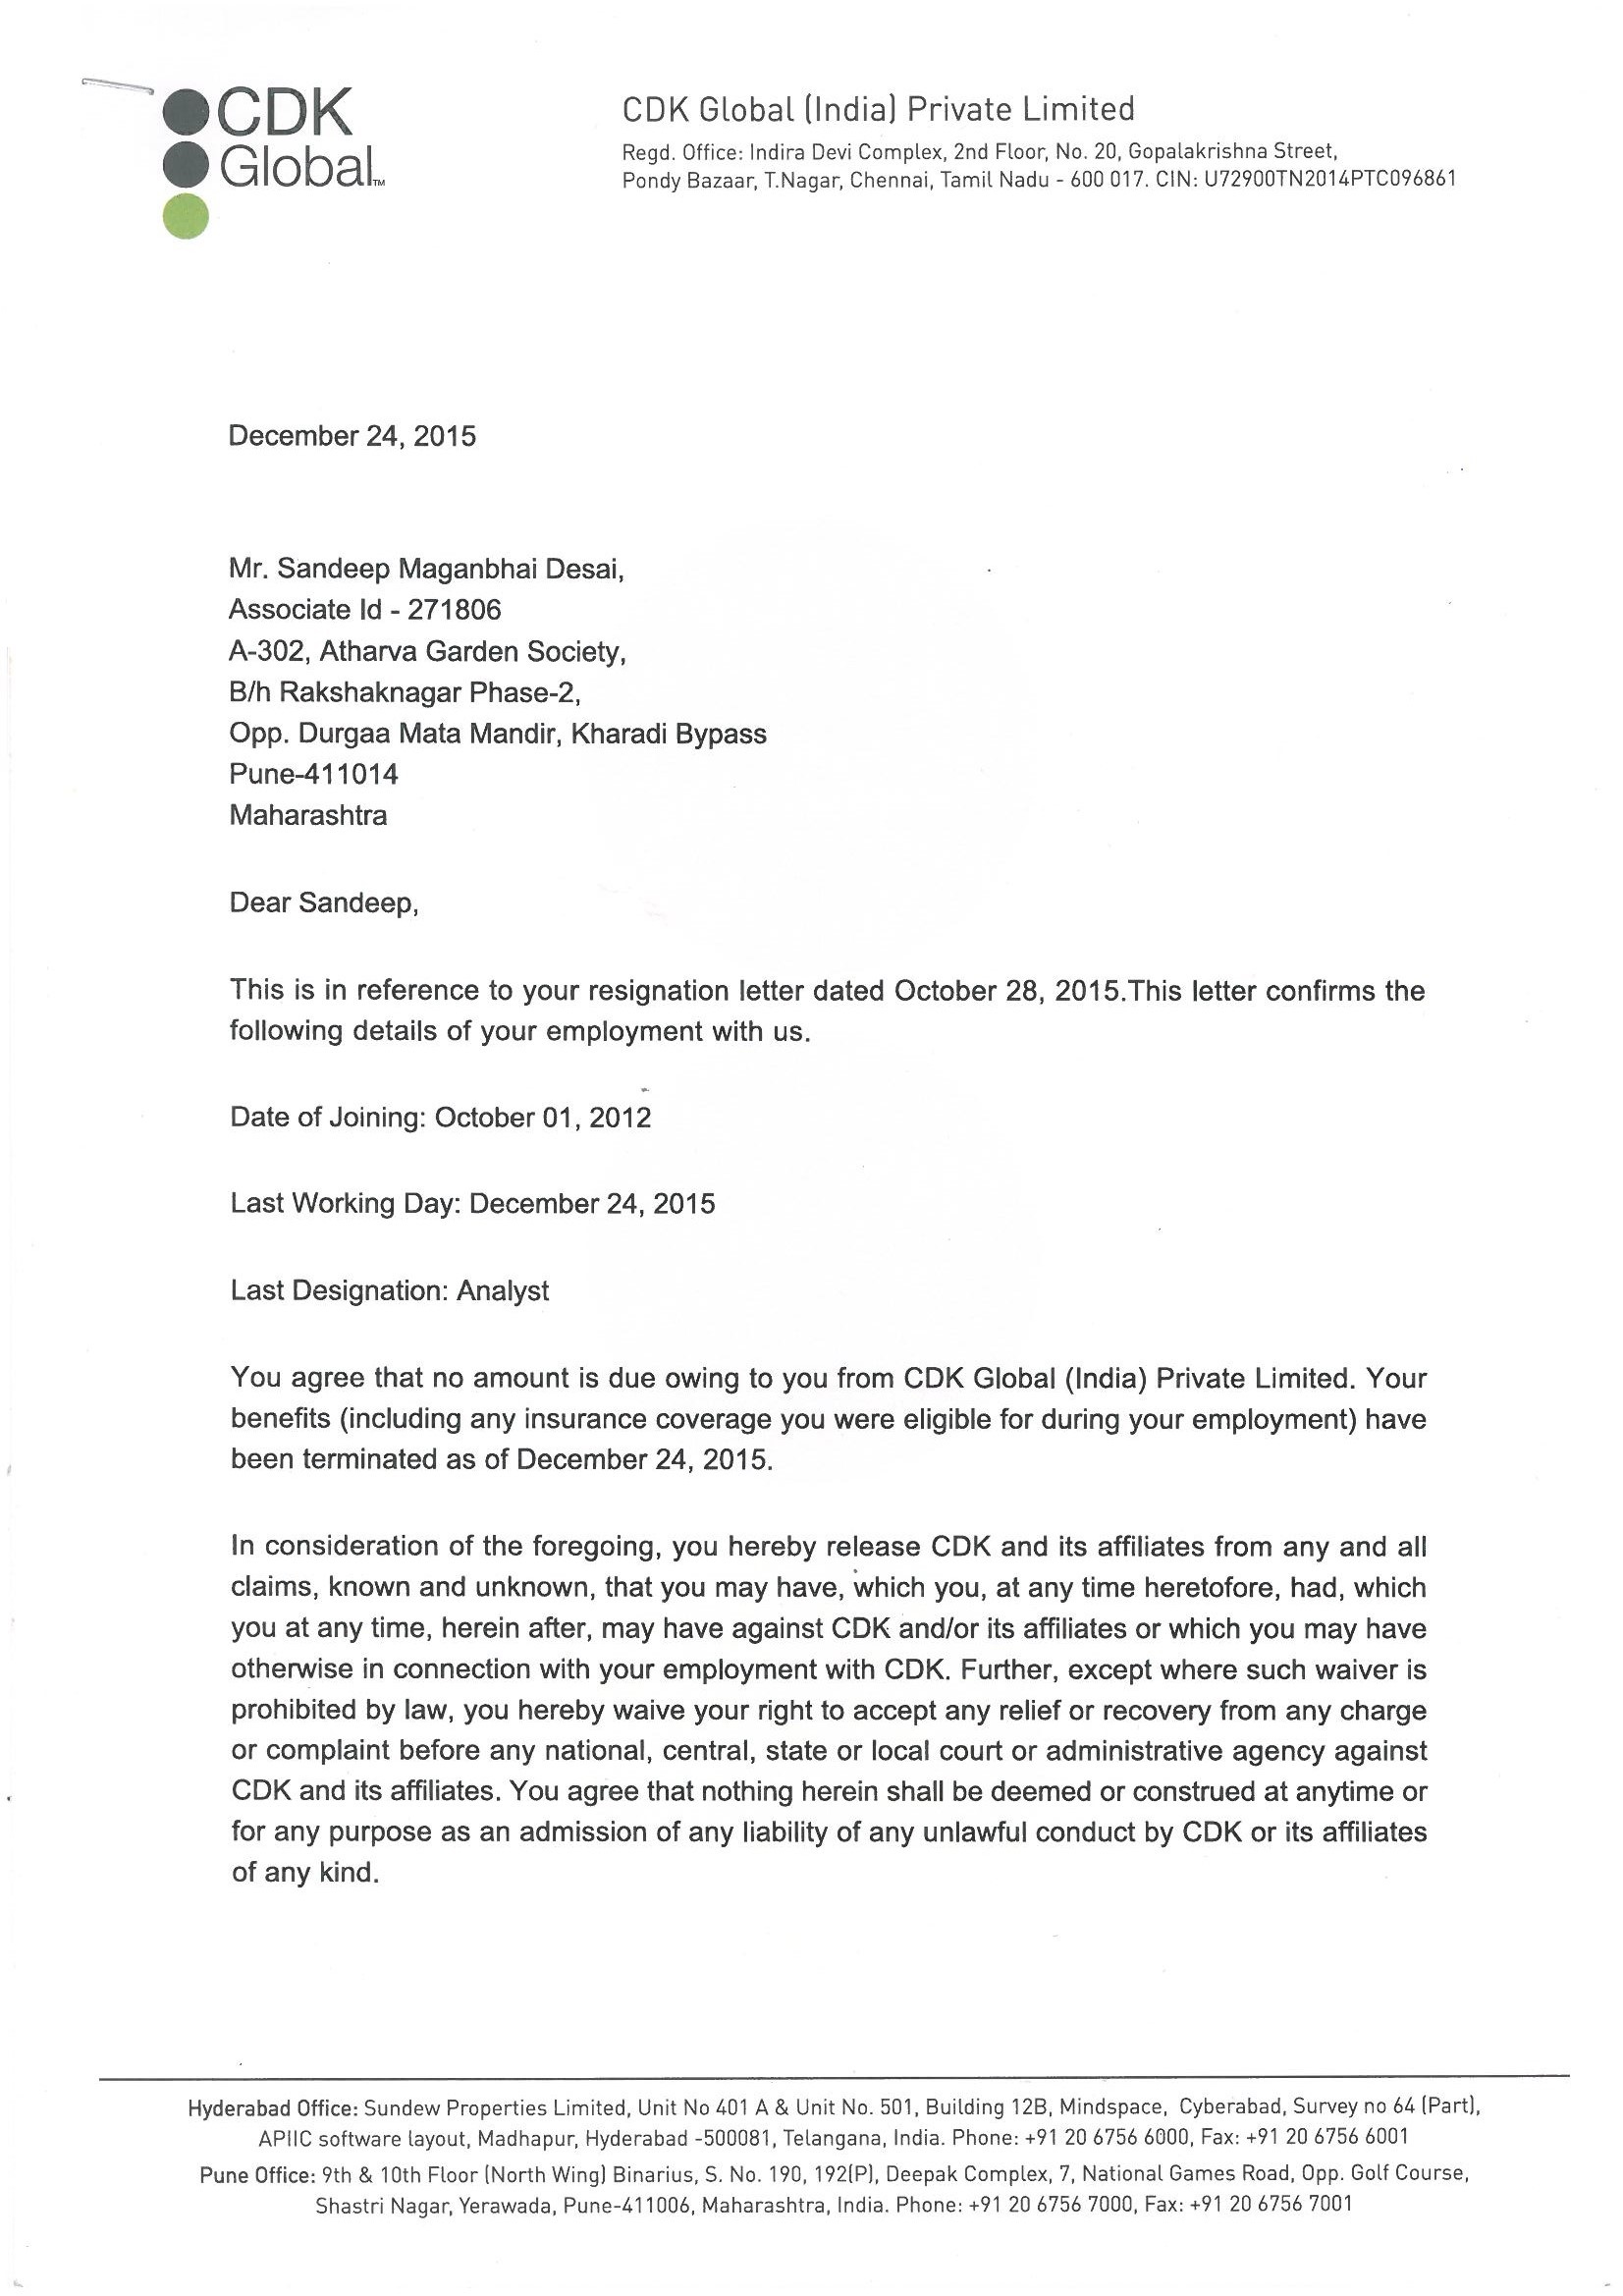 CDK
Global™
CDK Global (India) Private Limited
Regd. Office: Indira Devi Complex, 2nd Floor, No. 20, Gopalakrishna Street,
Pondy Bazaar, T.Nagar, Chennai, Tamil Nadu - 600 017. CIN: U72900TN2014PTC096861
December 24, 2015
Mr. Sandeep Maganbhai Desai,
Associate Id - 271806
A-302, Atharva Garden Society,
B/h Rakshaknagar Phase-2,
Opp. Durgaa Mata Mandir, Kharadi Bypass
Pune-411014
Maharashtra
Dear Sandeep,
This is in reference to your resignation letter dated October 28, 2015.This letter confirms the
following details of your employment with us.
Date of Joining: October 01, 2012
Last Working Day: December 24, 2015
Last Designation: Analyst
You agree that no amount is due owing to you from CDK Global (India) Private Limited. Your
benefits (including any insurance coverage you were eligible for during your employment) have
been terminated as of December 24, 2015.
In consideration of the foregoing, you hereby release CDK and its affiliates from any and all
claims, known and unknown, that you may have, which you, at any time heretofore, had, which
you at any time, herein after, may have against CDK and/or its affiliates or which you may have
otherwise in connection with your employment with CDK. Further, except where such waiver is
prohibited by law, you hereby waive your right to accept any relief or recovery from any charge
or complaint before any national, central, state or local court or administrative agency against
CDK and its affiliates. You agree that nothing herein shall be deemed or construed at anytime or
for any purpose as an admission of any liability of any unlawful conduct by CDK or its affiliates
of any kind.
Hyderabad Office: Sundew Properties Limited, Unit No 401 A & Unit No. 501, Building 12B, Mindspace, Cyberabad, Survey no 64 (Part),
APIIC software layout, Madhapur, Hyderabad -500081, Telangana, India. Phone: +91 20 6756 6000, Fax: +91 20 6756 6001
Pune Office: 9th & 10th Floor (North Wing) Binarius, S. No. 190, 192(P), Deepak Complex, 7, National Games Road, Opp. Golf Course,
Shastri Nagar, Yerawada, Pune-411006, Maharashtra, India. Phone: +91 20 6756 7000, Fax: +91 20 6756 7001